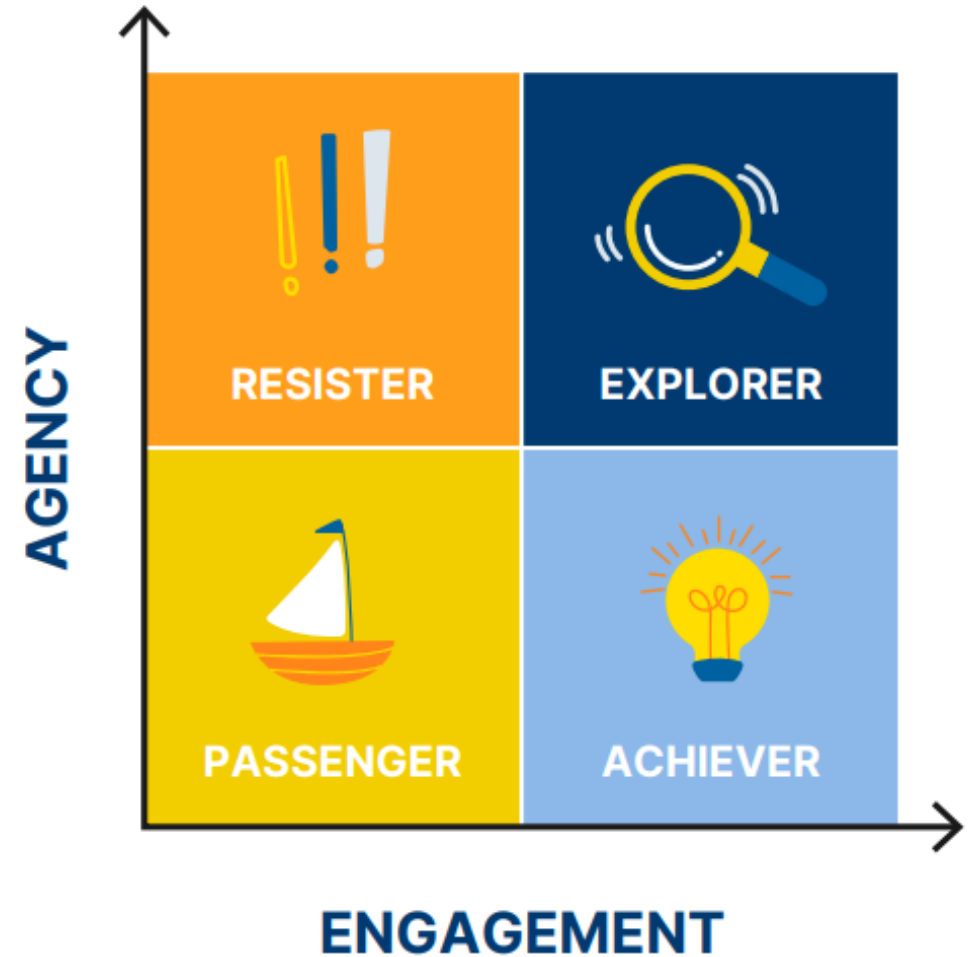 AGENCY
RESISTER
EXPLORER
PASSENGER
ACHIEVER
ENGAGEMENT